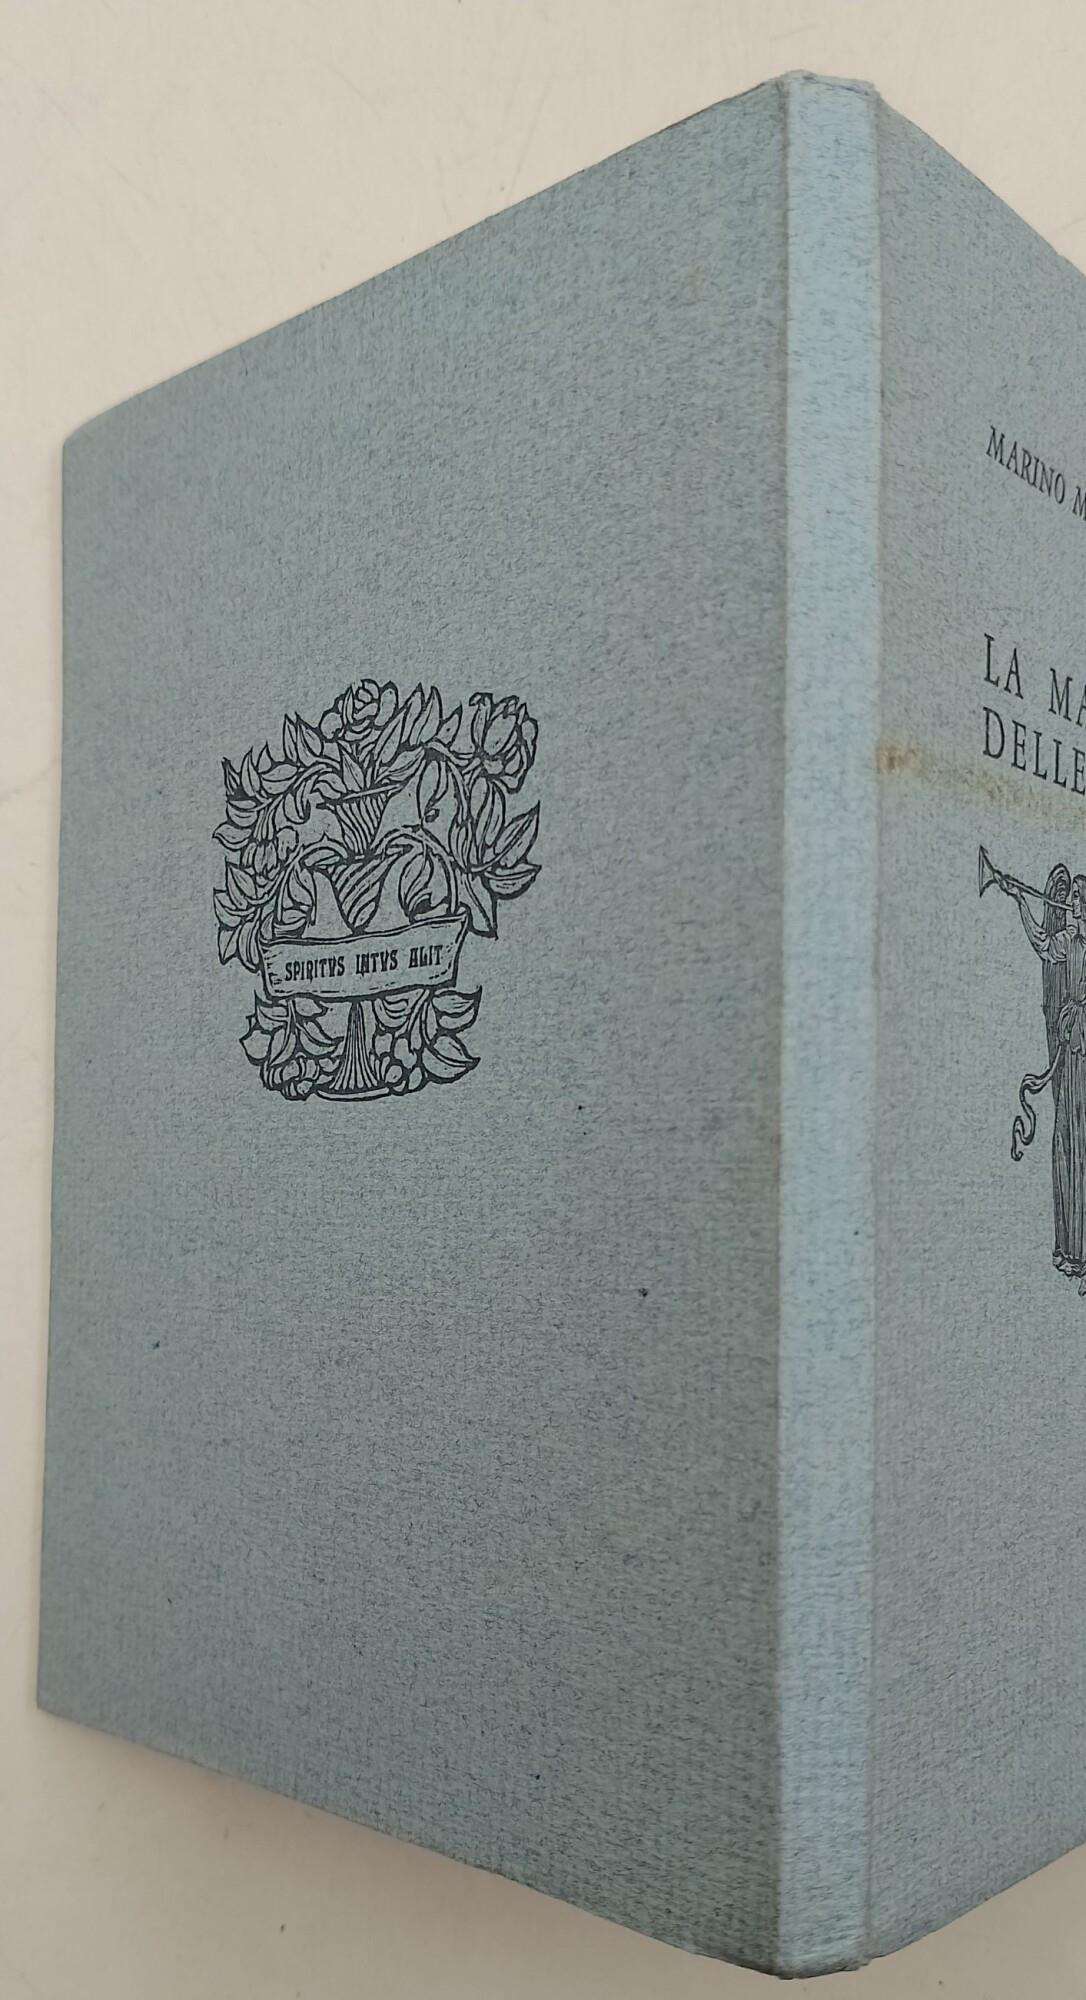 SPIRITVS INTVS ALIT
MARINO M
LA MA
DELLE